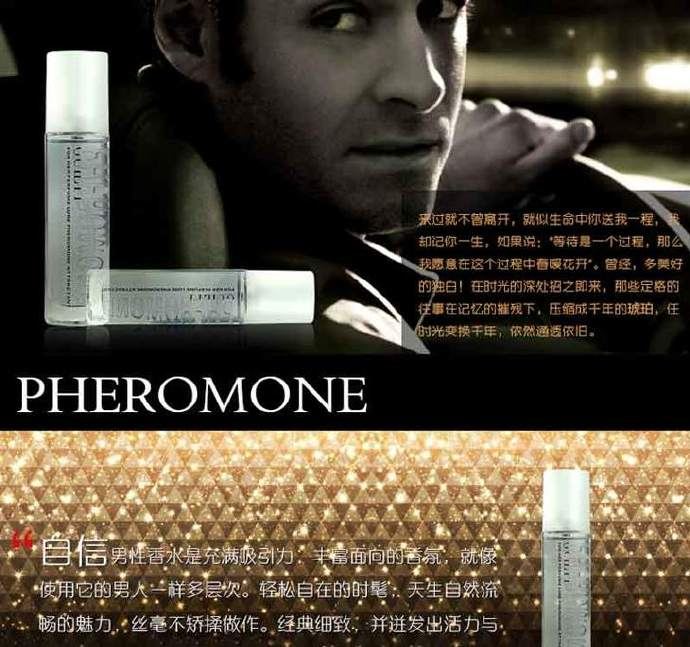 来过就不曾离开，就似生命中你送我一程，我
却记你一生，如果说："等待是一个过程，那么
我愿意在这个过程中春暖花开"。曾经，多美好
的独白！在时光的深处招之即来，那些定格的
往事在记忆的摧残下，压缩成千年的琥珀，任
时光变换千年，依然通透依旧。
PHEROMONE
“自信 男性香水是充满吸引力、丰富面向的香氛，就像
使用它的男人一样多层次。轻松自在的时髦，天生自然流
畅的魅力，丝毫不矫揉做作。经典细致，并迸发出活力与